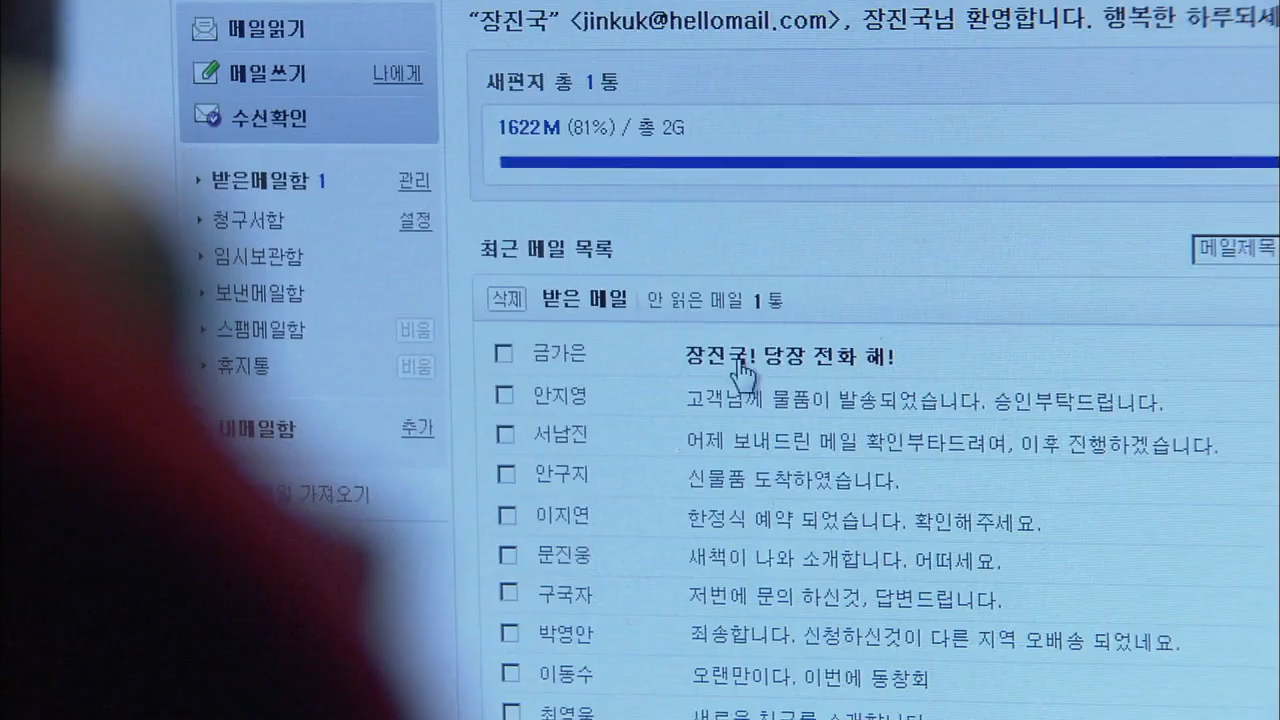 메일읽기
메일쓰기 나에게
수신확인
받은메일함 1 관리
청구서함 설정
임시보관함
보낸메일함
스팸메일함 비움
휴지통 비움
내메일함 추가
가져오기
“장진국” <jinkuk@hellomail.com>, 장진국님 환영합니다. 행복한 하루되세
새편지 총 1 통
1622M (81%) / 총 2G
최근 메일 목록 메일제목
삭제 받은 메일 안 읽은 메일 1 통
금가은 장진국! 당장 전화 해!
안지영 고객님께 물품이 발송되었습니다. 승인부탁드립니다.
서남진 어제 보내드린 메일 확인부타드려여, 이후 진행하겠습니다.
안구지 신물품 도착하였습니다.
이지연 한정식 예약 되었습니다. 확인해주세요.
문진웅 새책이 나와 소개합니다. 어떠세요.
구국자 저번에 문의 하신것, 답변드립니다.
박영안 죄송합니다. 신청하신것이 다른 지역 오배송 되었네요.
이동수 오랜만이다. 이번에 동창회